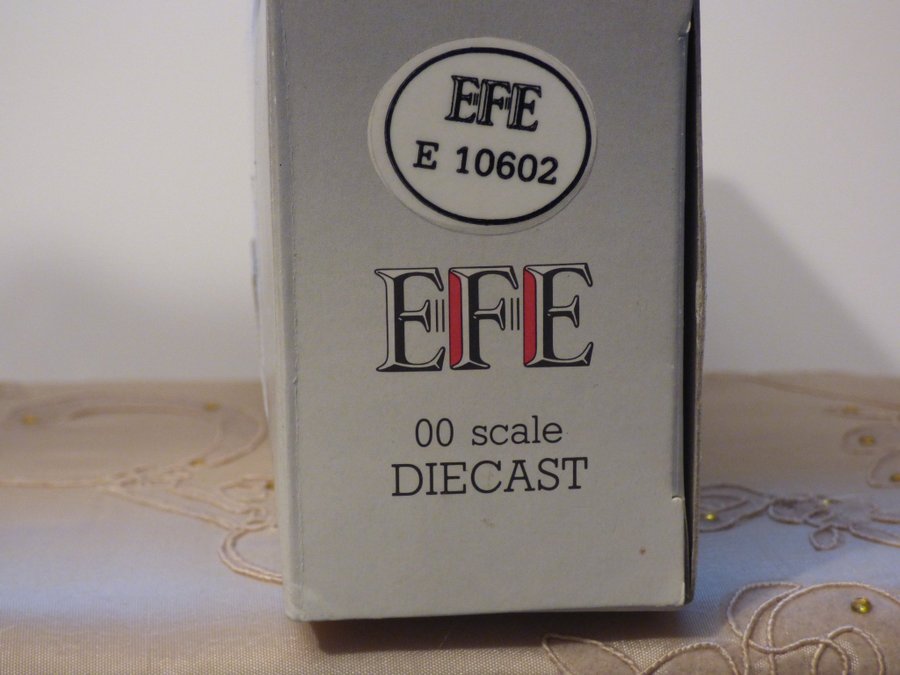 EFE
E 10602
EFE
00 scale
DIECAST